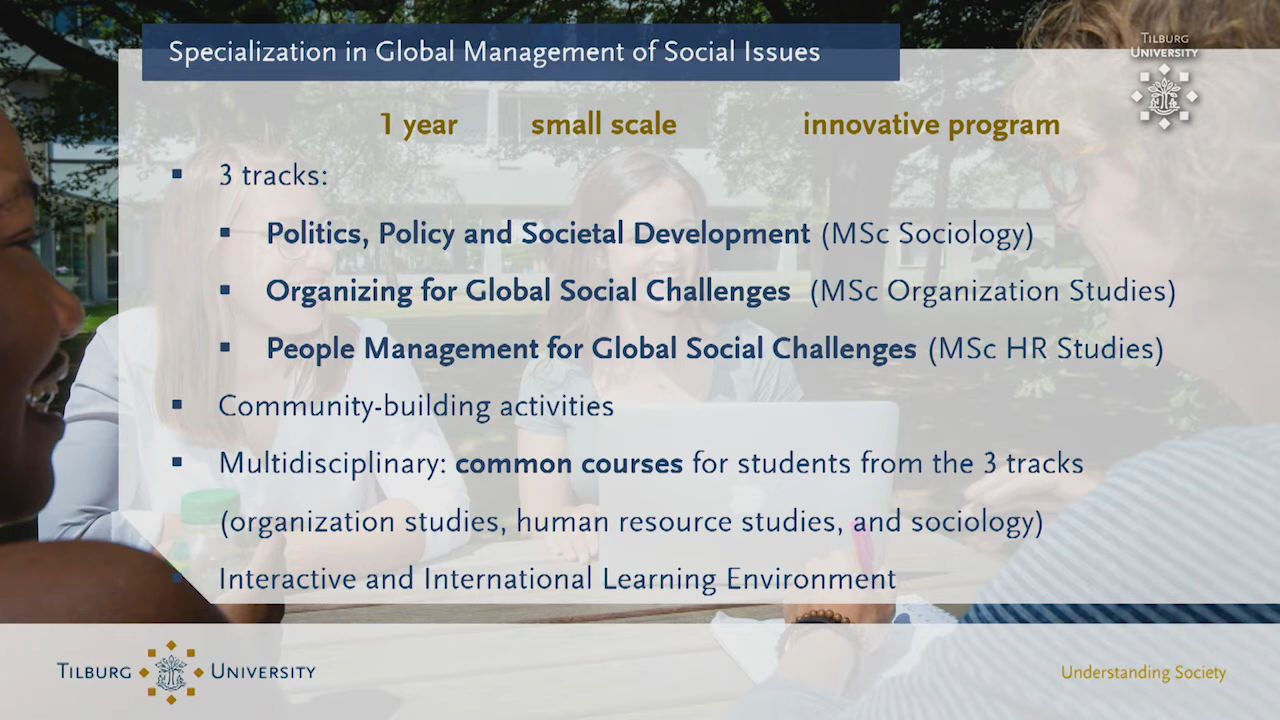 Specialization in Global Management of Social Issues
TILBURG
UNIVERSITY
1 year small scale innovative program
▪ 3 tracks:
▪ Politics, Policy and Societal Development (MSc Sociology)
▪ Organizing for Global Social Challenges (MSc Organization Studies)
▪ People Management for Global Social Challenges (MSc HR Studies)
▪ Community-building activities
▪ Multidisciplinary: common courses for students from the 3 tracks
(organization studies, human resource studies, and sociology)
▪ Interactive and International Learning Environment
TILBURG UNIVERSITY
Understanding Society